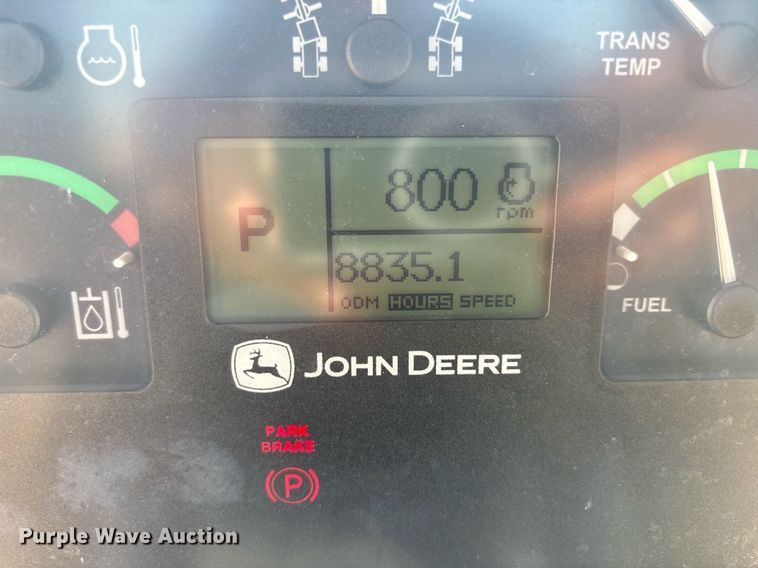 TRANS
TEMP
800
rpm
P
8835.1
ODM HOURS SPEED
FUEL
JOHN DEERE
PARK
BRAKE
P
Purple Wave Auction